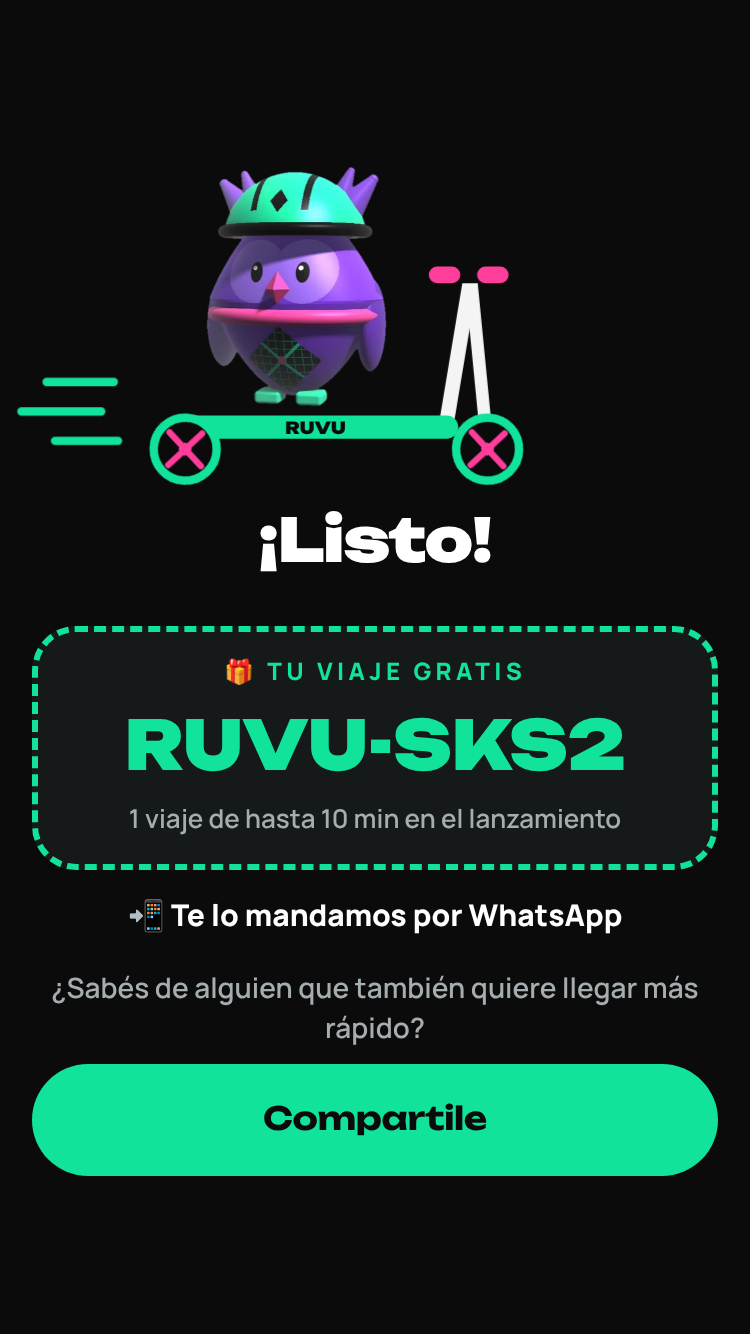 RUVU
¡Listo!
🎁 TU VIAJE GRATIS
RUVU-SKS2
1 viaje de hasta 10 min en el lanzamiento
📲 Te lo mandamos por WhatsApp
¿Sabés de alguien que también quiere llegar más
rápido?
Compartile